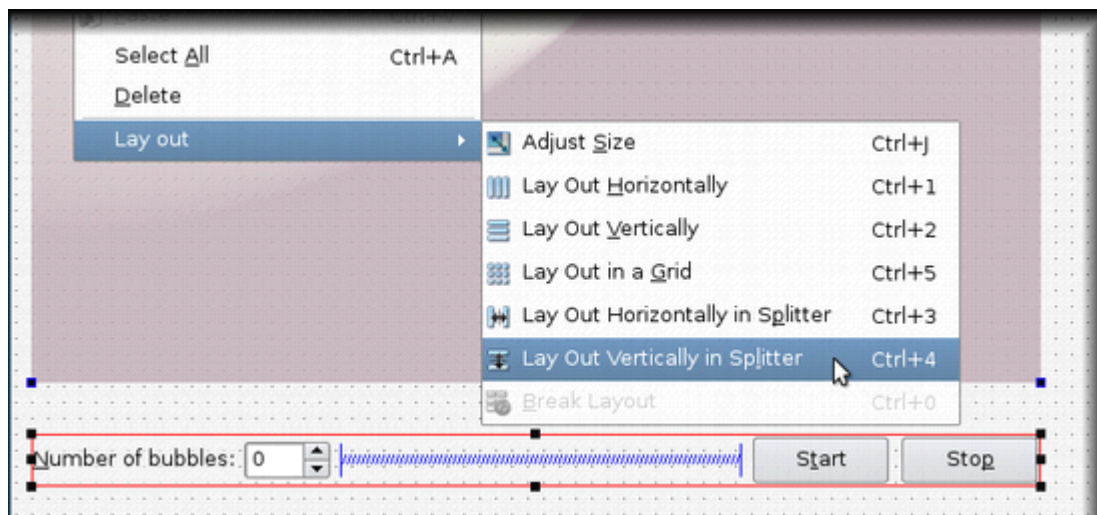 Select All Ctrl+A
Delete
Lay out
Adjust Size Ctrl+J
Lay Out Horizontally Ctrl+1
Lay Out Vertically Ctrl+2
Lay Out in a Grid Ctrl+5
Lay Out Horizontally in Splitter Ctrl+3
Lay Out Vertically in Splitter Ctrl+4
Break Layout Ctrl+0
Number of bubbles: 0 Start Stop